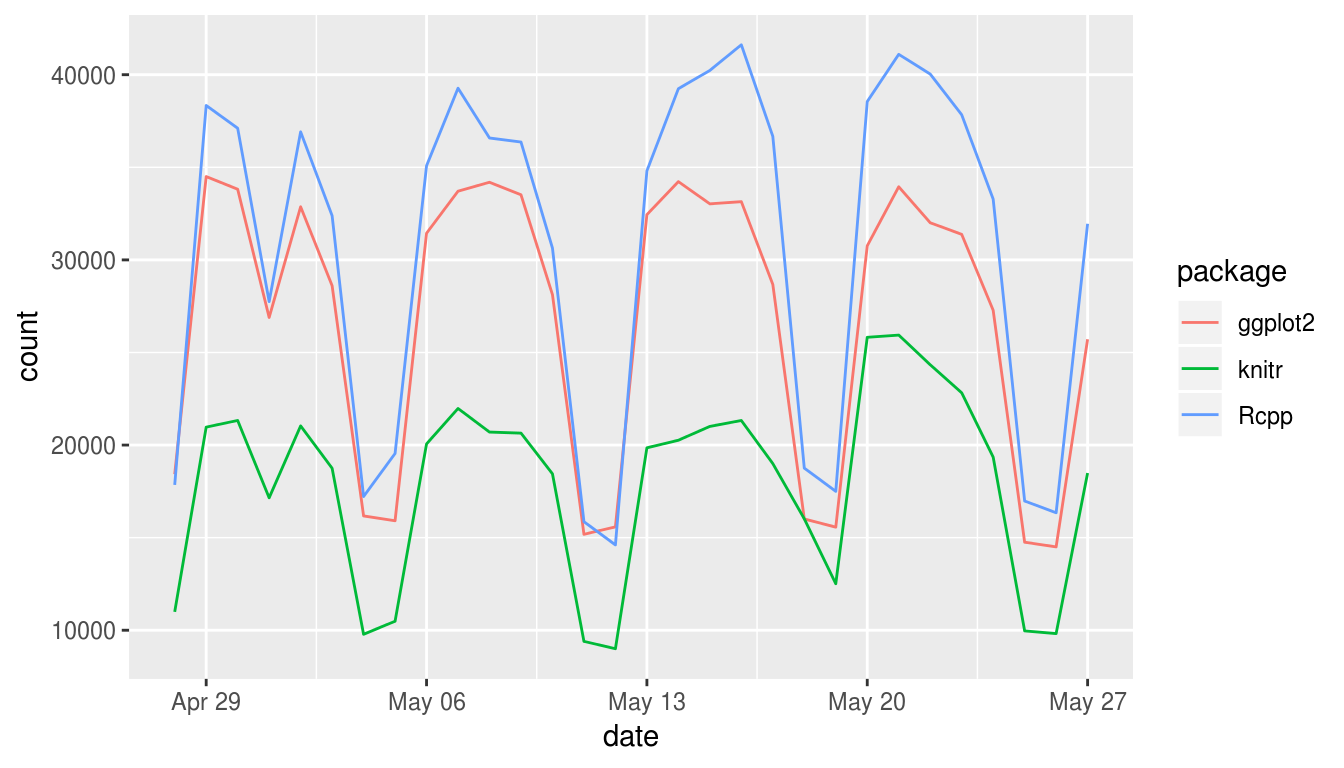 40000
30000
20000
10000
count
Apr 29
May 06
May 13
May 20
May 27
date
package
ggplot2
knitr
Rcpp